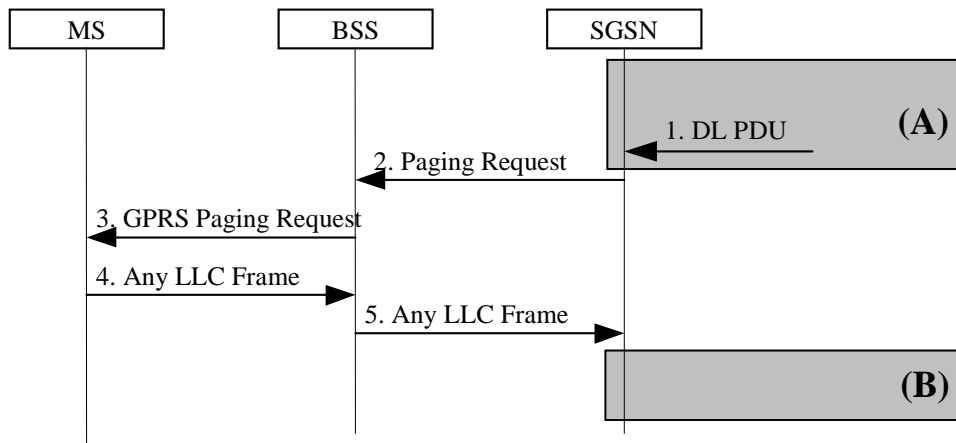 MS
BSS
SGSN
(A)
1. DL PDU
2. Paging Request
3. GPRS Paging Request
4. Any LLC Frame
5. Any LLC Frame
(B)